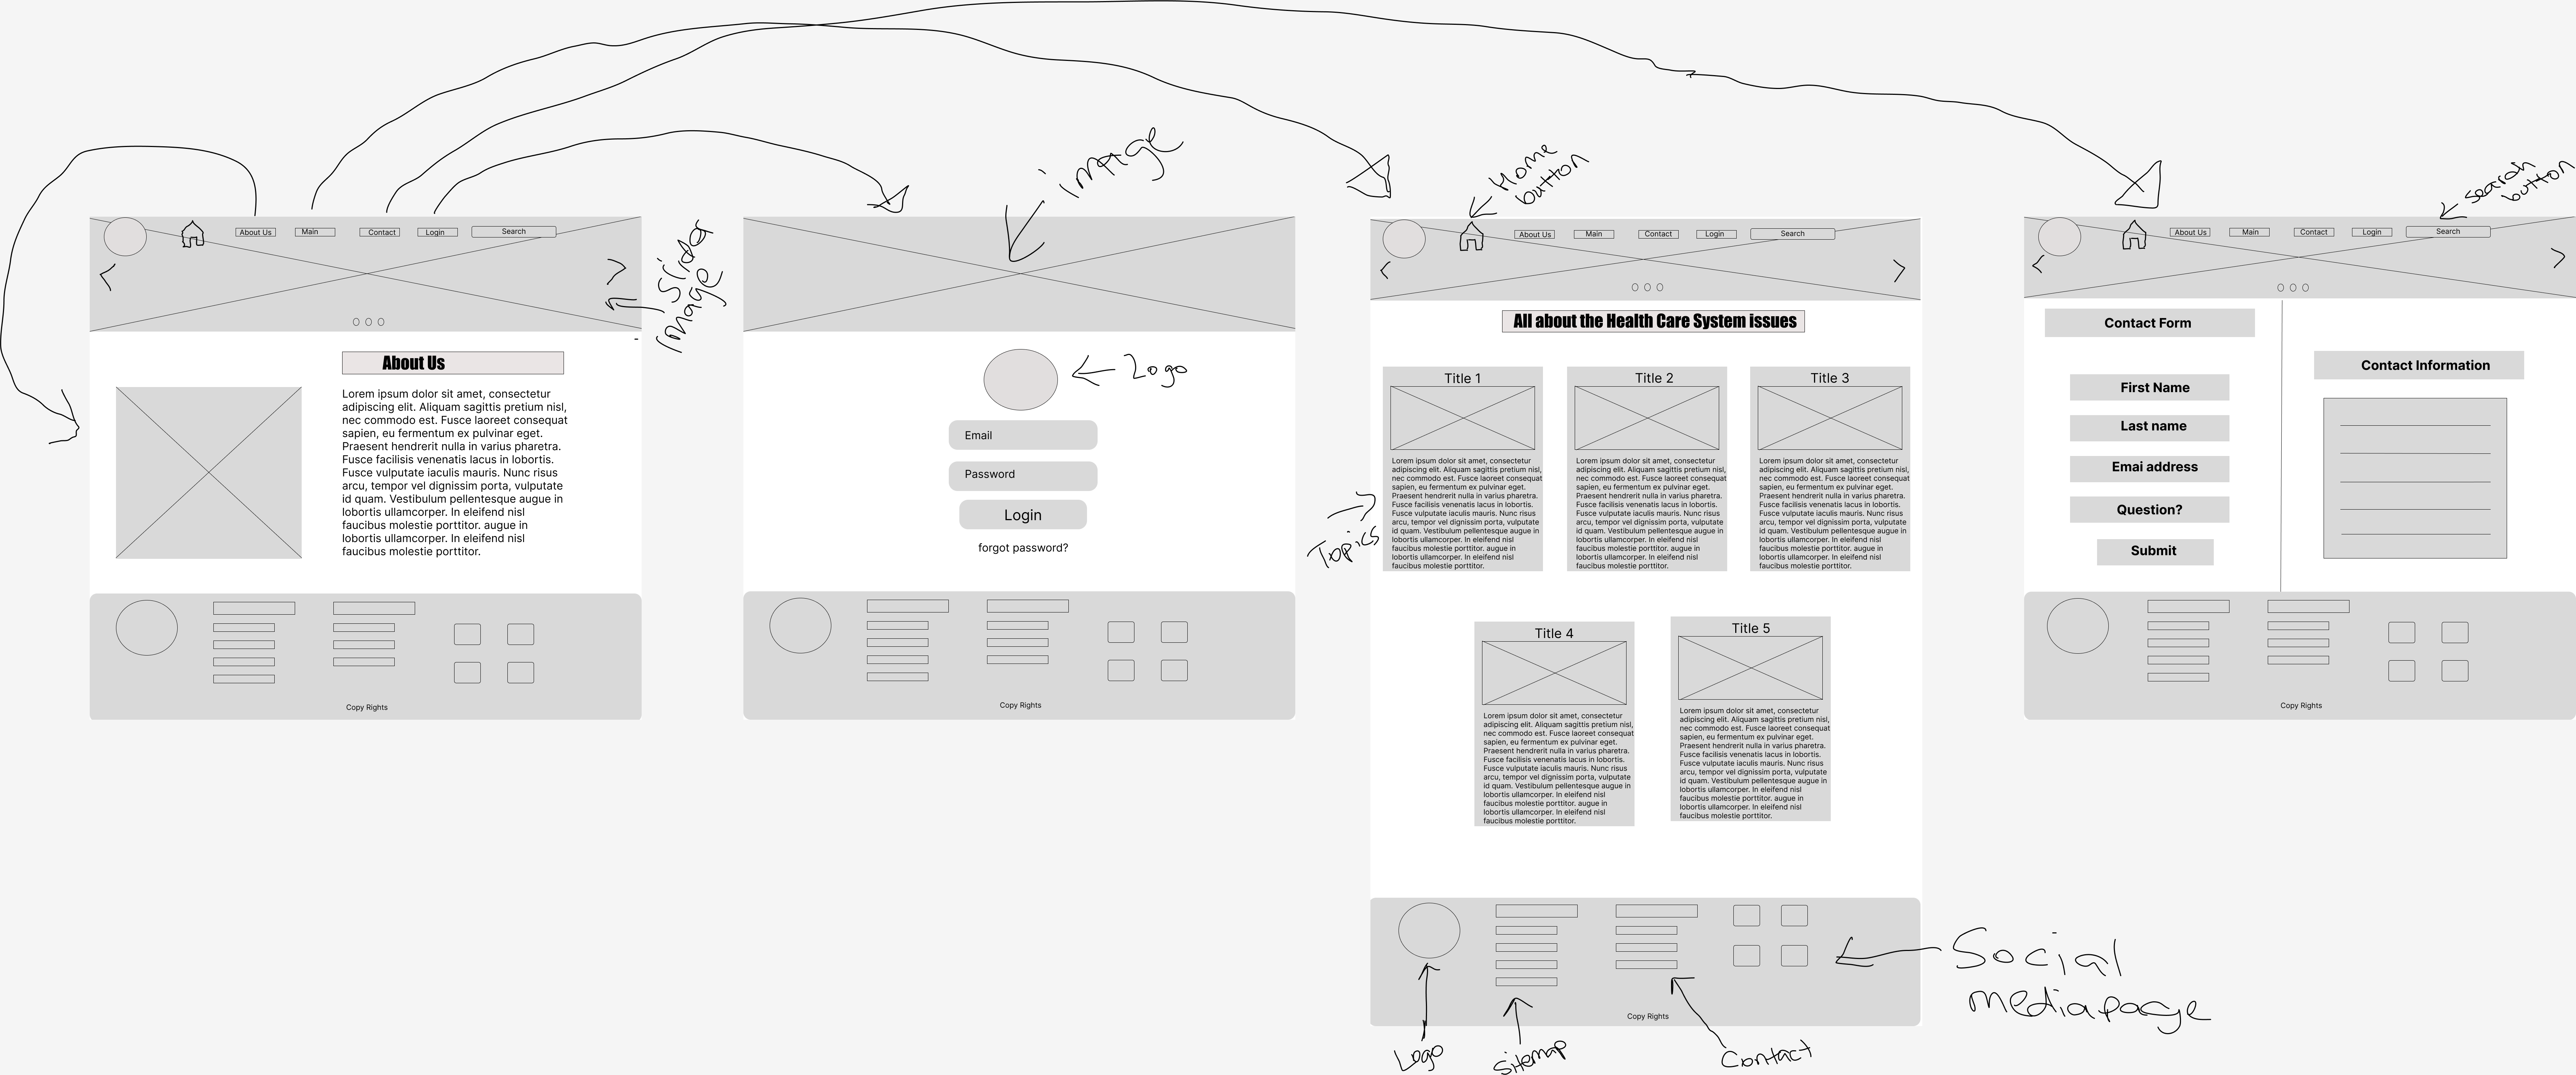 About Us
Main
Contact
Login
Search
Slider
image
About Us
Lorem ipsum dolor sit amet, consectetur
adipiscing elit. Aliquam sagittis pretium nisl,
nec commodo est. Fusce laoreet consequat
sapien, eu fermentum ex pulvinar eget.
Praesent hendrerit nulla in varius pharetra.
Fusce facilisis venenatis lacus in lobortis.
Fusce vulputate iaculis mauris. Nunc risus
arcu, tempor vel dignissim porta, vulputate
id quam. Vestibulum pellentesque augue in
lobortis ullamcorper. In eleifend nisl
faucibus molestie porttitor. augue in
lobortis ullamcorper. In eleifend nisl
faucibus molestie porttitor.
Copy Rights
image
Logo
Email
Password
Login
forgot password?
Copy Rights
Home
button
About Us
Main
Contact
Login
Search
All about the Health Care System issues
Topics
Title 1
Lorem ipsum dolor sit amet, consectetur
adipiscing elit. Aliquam sagittis pretium nisl,
nec commodo est. Fusce laoreet consequat
sapien, eu fermentum ex pulvinar eget.
Praesent hendrerit nulla in varius pharetra.
Fusce facilisis venenatis lacus in lobortis.
Fusce vulputate iaculis mauris. Nunc risus
arcu, tempor vel dignissim porta, vulputate
id quam. Vestibulum pellentesque augue in
lobortis ullamcorper. In eleifend nisl
faucibus molestie porttitor. augue in
lobortis ullamcorper. In eleifend nisl
faucibus molestie porttitor.
Title 2
Lorem ipsum dolor sit amet, consectetur
adipiscing elit. Aliquam sagittis pretium nisl,
nec commodo est. Fusce laoreet consequat
sapien, eu fermentum ex pulvinar eget.
Praesent hendrerit nulla in varius pharetra.
Fusce facilisis venenatis lacus in lobortis.
Fusce vulputate iaculis mauris. Nunc risus
arcu, tempor vel dignissim porta, vulputate
id quam. Vestibulum pellentesque augue in
lobortis ullamcorper. In eleifend nisl
faucibus molestie porttitor. augue in
lobortis ullamcorper. In eleifend nisl
faucibus molestie porttitor.
Title 3
Lorem ipsum dolor sit amet, consectetur
adipiscing elit. Aliquam sagittis pretium nisl,
nec commodo est. Fusce laoreet consequat
sapien, eu fermentum ex pulvinar eget.
Praesent hendrerit nulla in varius pharetra.
Fusce facilisis venenatis lacus in lobortis.
Fusce vulputate iaculis mauris. Nunc risus
arcu, tempor vel dignissim porta, vulputate
id quam. Vestibulum pellentesque augue in
lobortis ullamcorper. In eleifend nisl
faucibus molestie porttitor. augue in
lobortis ullamcorper. In eleifend nisl
faucibus molestie porttitor.
Title 4
Lorem ipsum dolor sit amet, consectetur
adipiscing elit. Aliquam sagittis pretium nisl,
nec commodo est. Fusce laoreet consequat
sapien, eu fermentum ex pulvinar eget.
Praesent hendrerit nulla in varius pharetra.
Fusce facilisis venenatis lacus in lobortis.
Fusce vulputate iaculis mauris. Nunc risus
arcu, tempor vel dignissim porta, vulputate
id quam. Vestibulum pellentesque augue in
lobortis ullamcorper. In eleifend nisl
faucibus molestie porttitor. augue in
lobortis ullamcorper. In eleifend nisl
faucibus molestie porttitor.
Title 5
Lorem ipsum dolor sit amet, consectetur
adipiscing elit. Aliquam sagittis pretium nisl,
nec commodo est. Fusce laoreet consequat
sapien, eu fermentum ex pulvinar eget.
Praesent hendrerit nulla in varius pharetra.
Fusce facilisis venenatis lacus in lobortis.
Fusce vulputate iaculis mauris. Nunc risus
arcu, tempor vel dignissim porta, vulputate
id quam. Vestibulum pellentesque augue in
lobortis ullamcorper. In eleifend nisl
faucibus molestie porttitor. augue in
lobortis ullamcorper. In eleifend nisl
faucibus molestie porttitor.
Copy Rights
Logo
Sitemap
Contact
Social
media page
search
button
About Us
Main
Contact
Login
Search
Contact Form
First Name
Last name
Emai address
Question?
Submit
Contact Information
Copy Rights